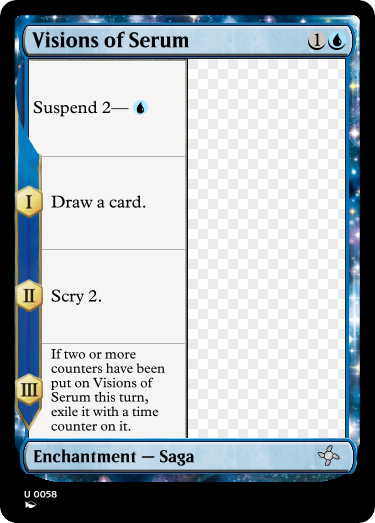 Visions of Serum 1
Suspend 2—
I Draw a card.
II Scry 2.
If two or more
counters have been
put on Visions of
III Serum this turn,
exile it with a time
counter on it.
Enchantment — Saga
U 0058